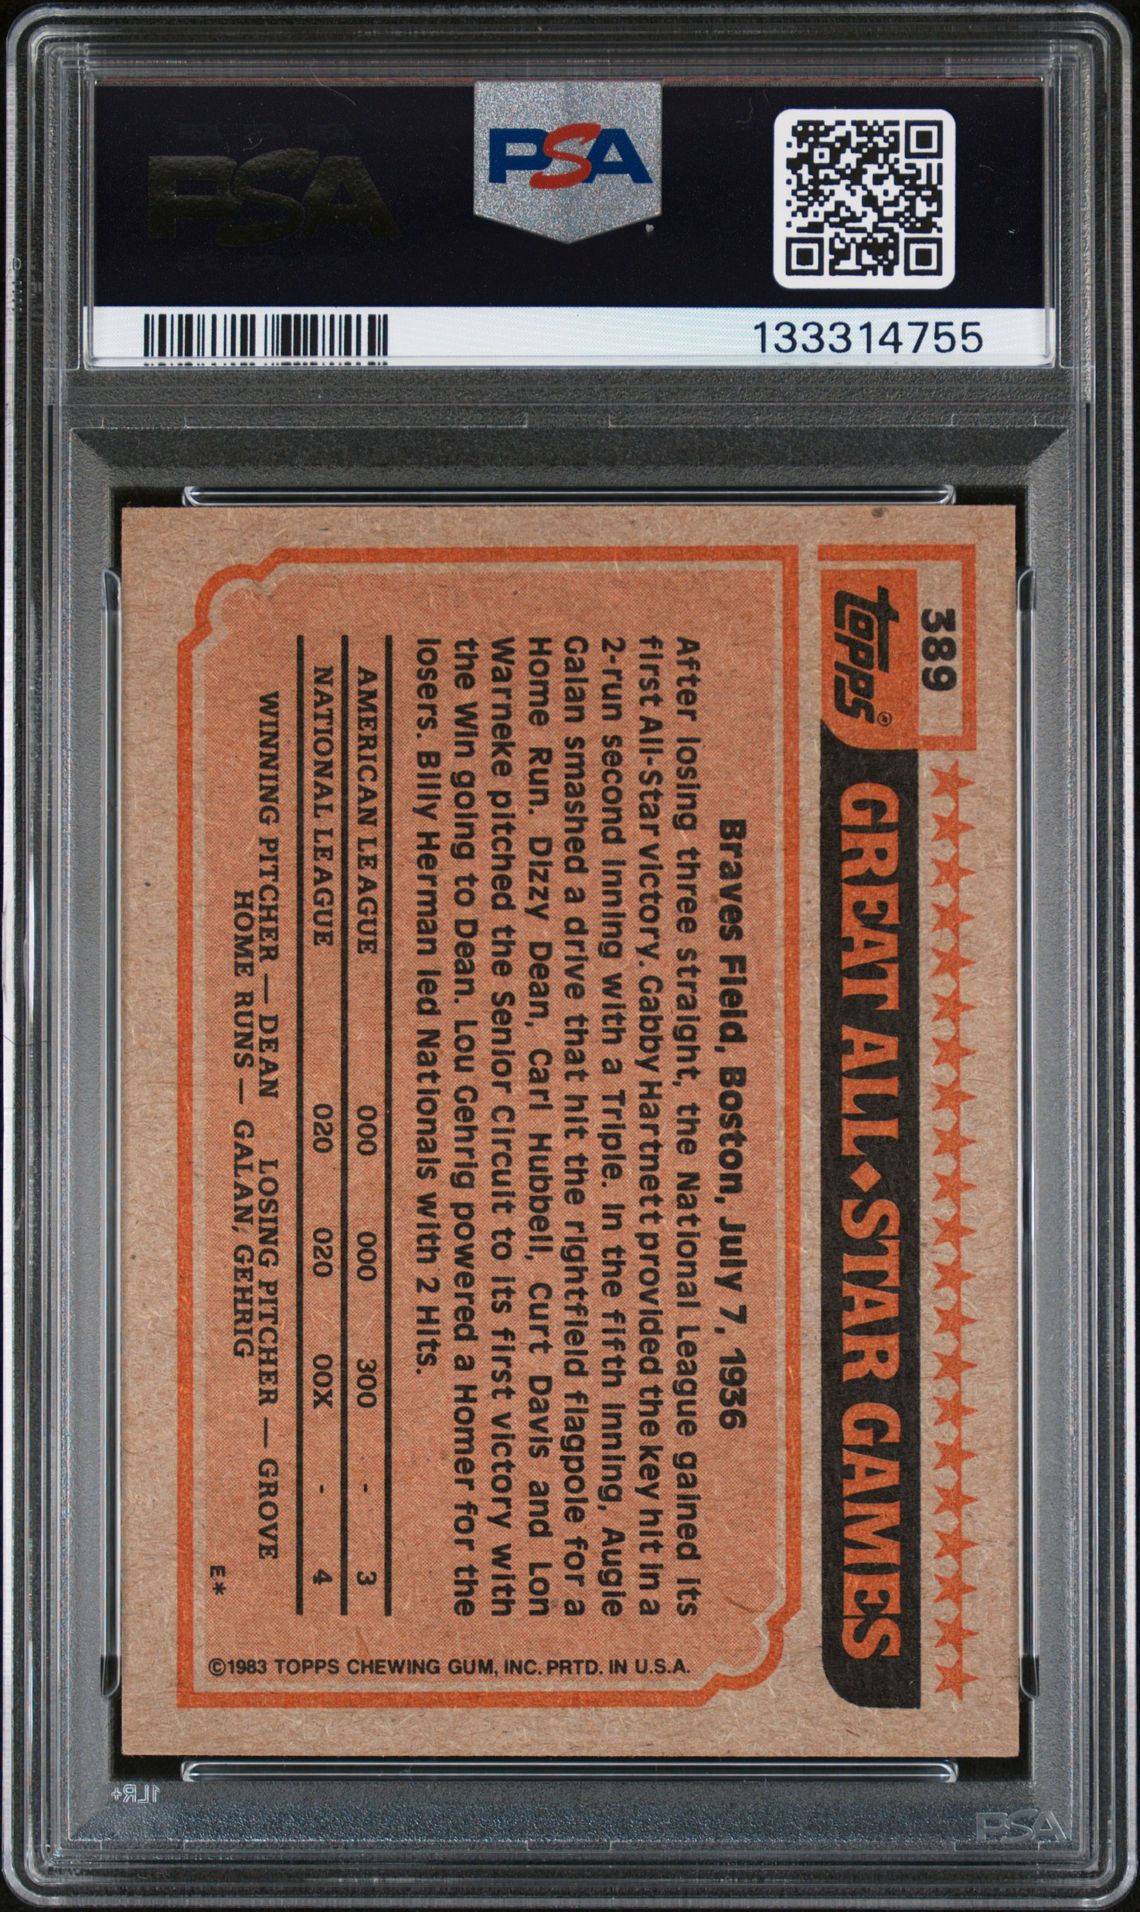 PSA
PSA
133314755
389
Topps®
GREAT ALL-STAR GAMES
Braves Field, Boston, July 7, 1936
After losing three straight, the National League gained its
first All-Star victory. Gabby Hartnett provided the key hit in a
2-run second inning with a Triple. In the fifth inning, Augie
Galan smashed a drive that hit the rightfield flagpole for a
Home Run. Dizzy Dean, Carl Hubbell, Curt Davis and Lon
Warneke pitched the Senior Circuit to its first victory with
the Win going to Dean. Lou Gehrig powered a Homer for the
losers. Billy Herman led Nationals with 2 Hits.
AMERICAN LEAGUE 000 000 300 - 3
NATIONAL LEAGUE 020 020 00X - 4
WINNING PITCHER — DEAN LOSING PITCHER — GROVE
HOME RUNS — GALAN, GEHRIG
E*
©1983 TOPPS CHEWING GUM, INC. PRTD. IN U.S.A.
1LR+
PSA